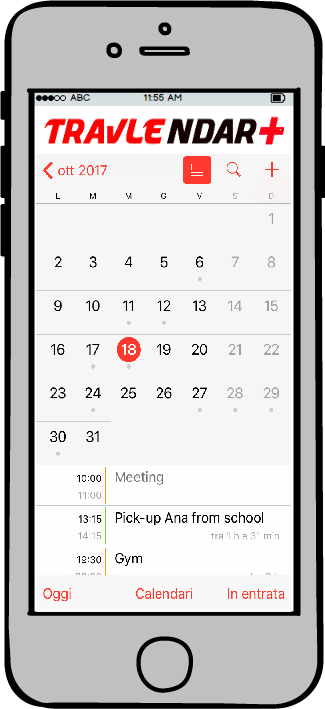 ABC 11:55 AM
TRAVLENDAR+
ott 2017
L M M G V S D
1
2 3 4 5 6 7 8
9 10 11 12 13 14 15
16 17 18 19 20 21 22
23 24 25 26 27 28 29
30 31
10:00 Meeting
11:00
13:15 Pick-up Ana from school
14:15 tra 1 h e 31 min
19:30 Gym
Oggi Calendari In entrata